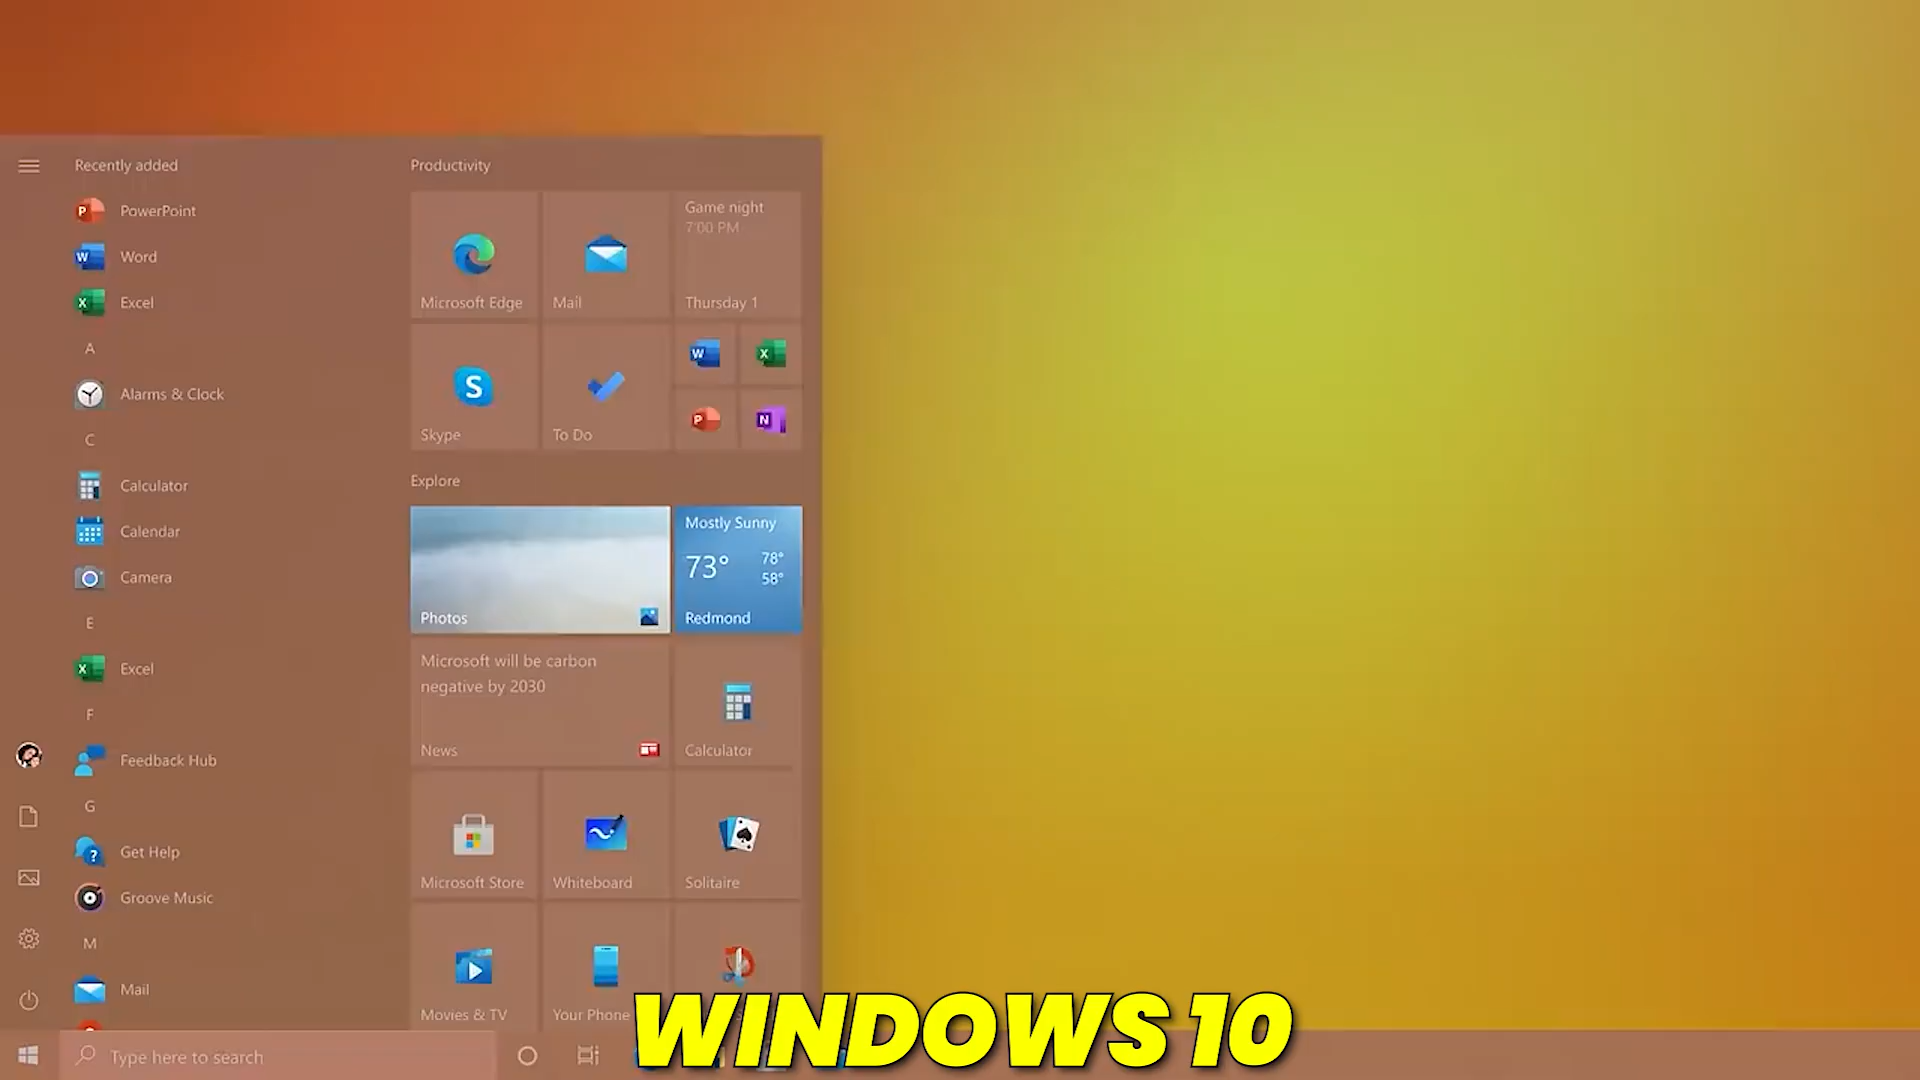 Recently added
PowerPoint
Word
Excel
A
Alarms & Clock
C
Calculator
Calendar
Camera
E
Excel
F
Feedback Hub
G
Get Help
Groove Music
M
Mail
Productivity
Microsoft Edge
Mail
Game night
7:00 PM
Thursday 1
Skype
To Do
Explore
Photos
Mostly Sunny
73°
78°
58°
Redmond
Microsoft will be carbon
negative by 2030
News
Calculator
Microsoft Store
Whiteboard
Solitaire
Movies & TV
Your Phone
Type here to search
WINDOWS 10